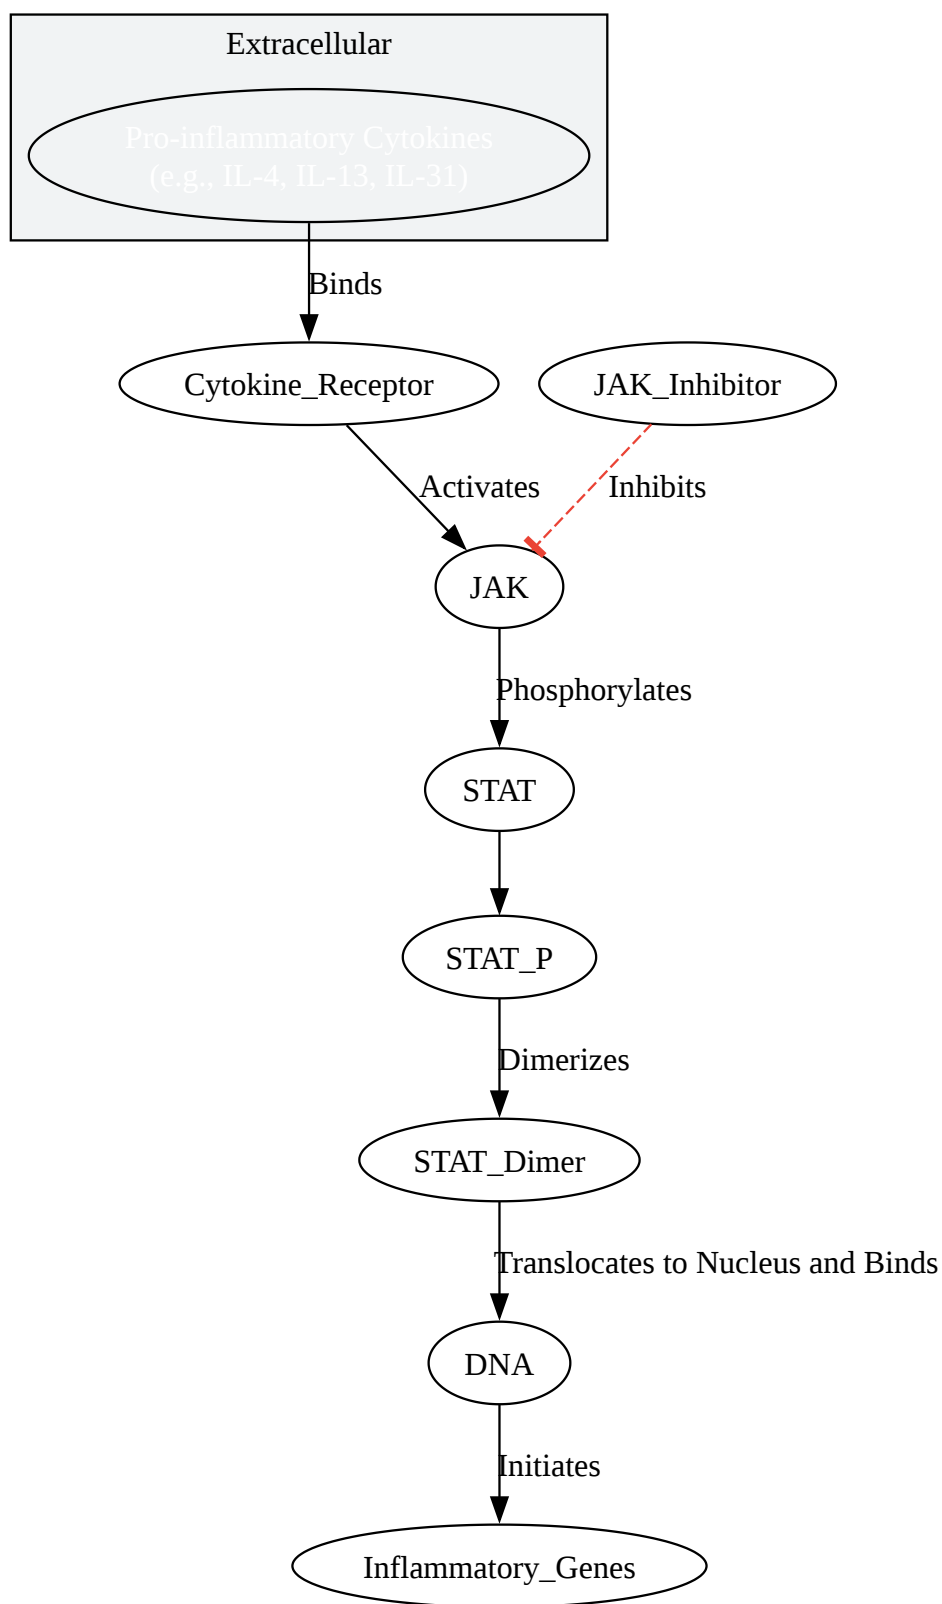 Extracellular
Pro-inflammatory Cytokines
(e.g., IL-4, IL-13, IL-31)
Binds
Cytokine_Receptor
JAK_Inhibitor
Activates
Inhibits
JAK
Phosphorylates
STAT
STAT_P
Dimerizes
STAT_Dimer
Translocates to Nucleus and Binds
DNA
Initiates
Inflammatory_Genes